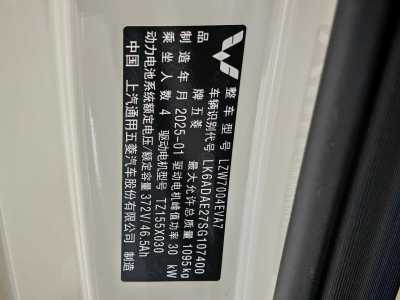 品 牌 五菱 整车型号 LZW7004EVA7
制造年月 2025-01 车辆识别代号 LK6ADAE27SG107400
乘坐人数 4 最大允许总质量 1095kg
驱动电机型号 TZ155X030 驱动电机峰值功率 30 kW
动力电池系统额定电压/额定容量 372V/46.5Ah
中国 上汽通用五菱汽车股份有限公司 制造